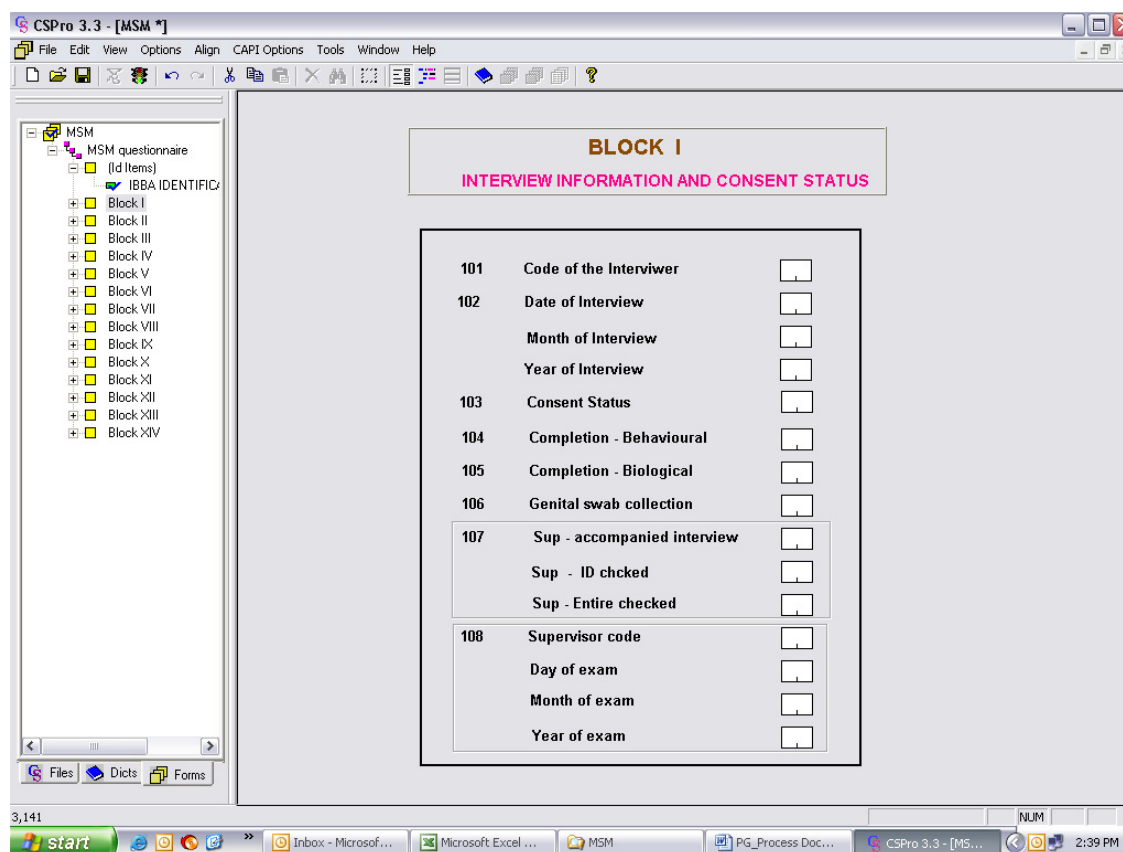 CSPro 3.3 - [MSM *]
File Edit View Options Align CAPI Options Tools Window Help
MSM
MSM questionnaire
(Id Items)
IBBA IDENTIFIC
Block I
Block II
Block III
Block IV
Block V
Block VI
Block VII
Block VIII
Block IX
Block X
Block XI
Block XII
Block XIII
Block XIV
Files Dicts Forms
BLOCK I
INTERVIEW INFORMATION AND CONSENT STATUS
101 Code of the Interviwer
102 Date of Interview
Month of Interview
Year of Interview
103 Consent Status
104 Completion - Behavioural
105 Completion - Biological
106 Genital swab collection
107 Sup - accompanied interview
Sup - ID chcked
Sup - Entire checked
108 Supervisor code
Day of exam
Month of exam
Year of exam
3,141 NUM
start » Inbox - Microsof... Microsoft Excel ... MSM PG_Process Doc... CSPro 3.3 - [MS... 2:39 PM